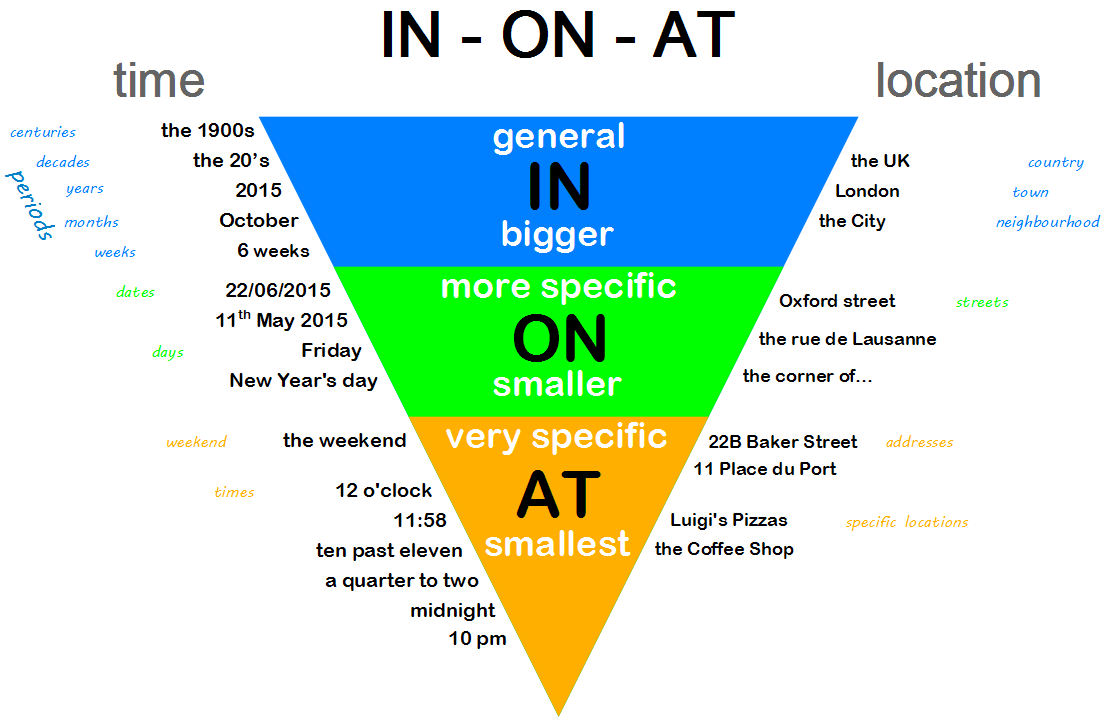 IN - ON - AT
time
location
general
IN
bigger
more specific
ON
smaller
very specific
AT
smallest
periods
centuries the 1900s
decades the 20's
years 2015
months October
weeks 6 weeks
dates 22/06/2015
11th May 2015
days Friday
New Year's day
weekend the weekend
times 12 o'clock
11:58
ten past eleven
a quarter to two
midnight
10 pm
the UK country
London town
the City neighbourhood
Oxford street streets
the rue de Lausanne
the corner of...
22B Baker Street addresses
11 Place du Port
Luigi's Pizzas specific locations
the Coffee Shop